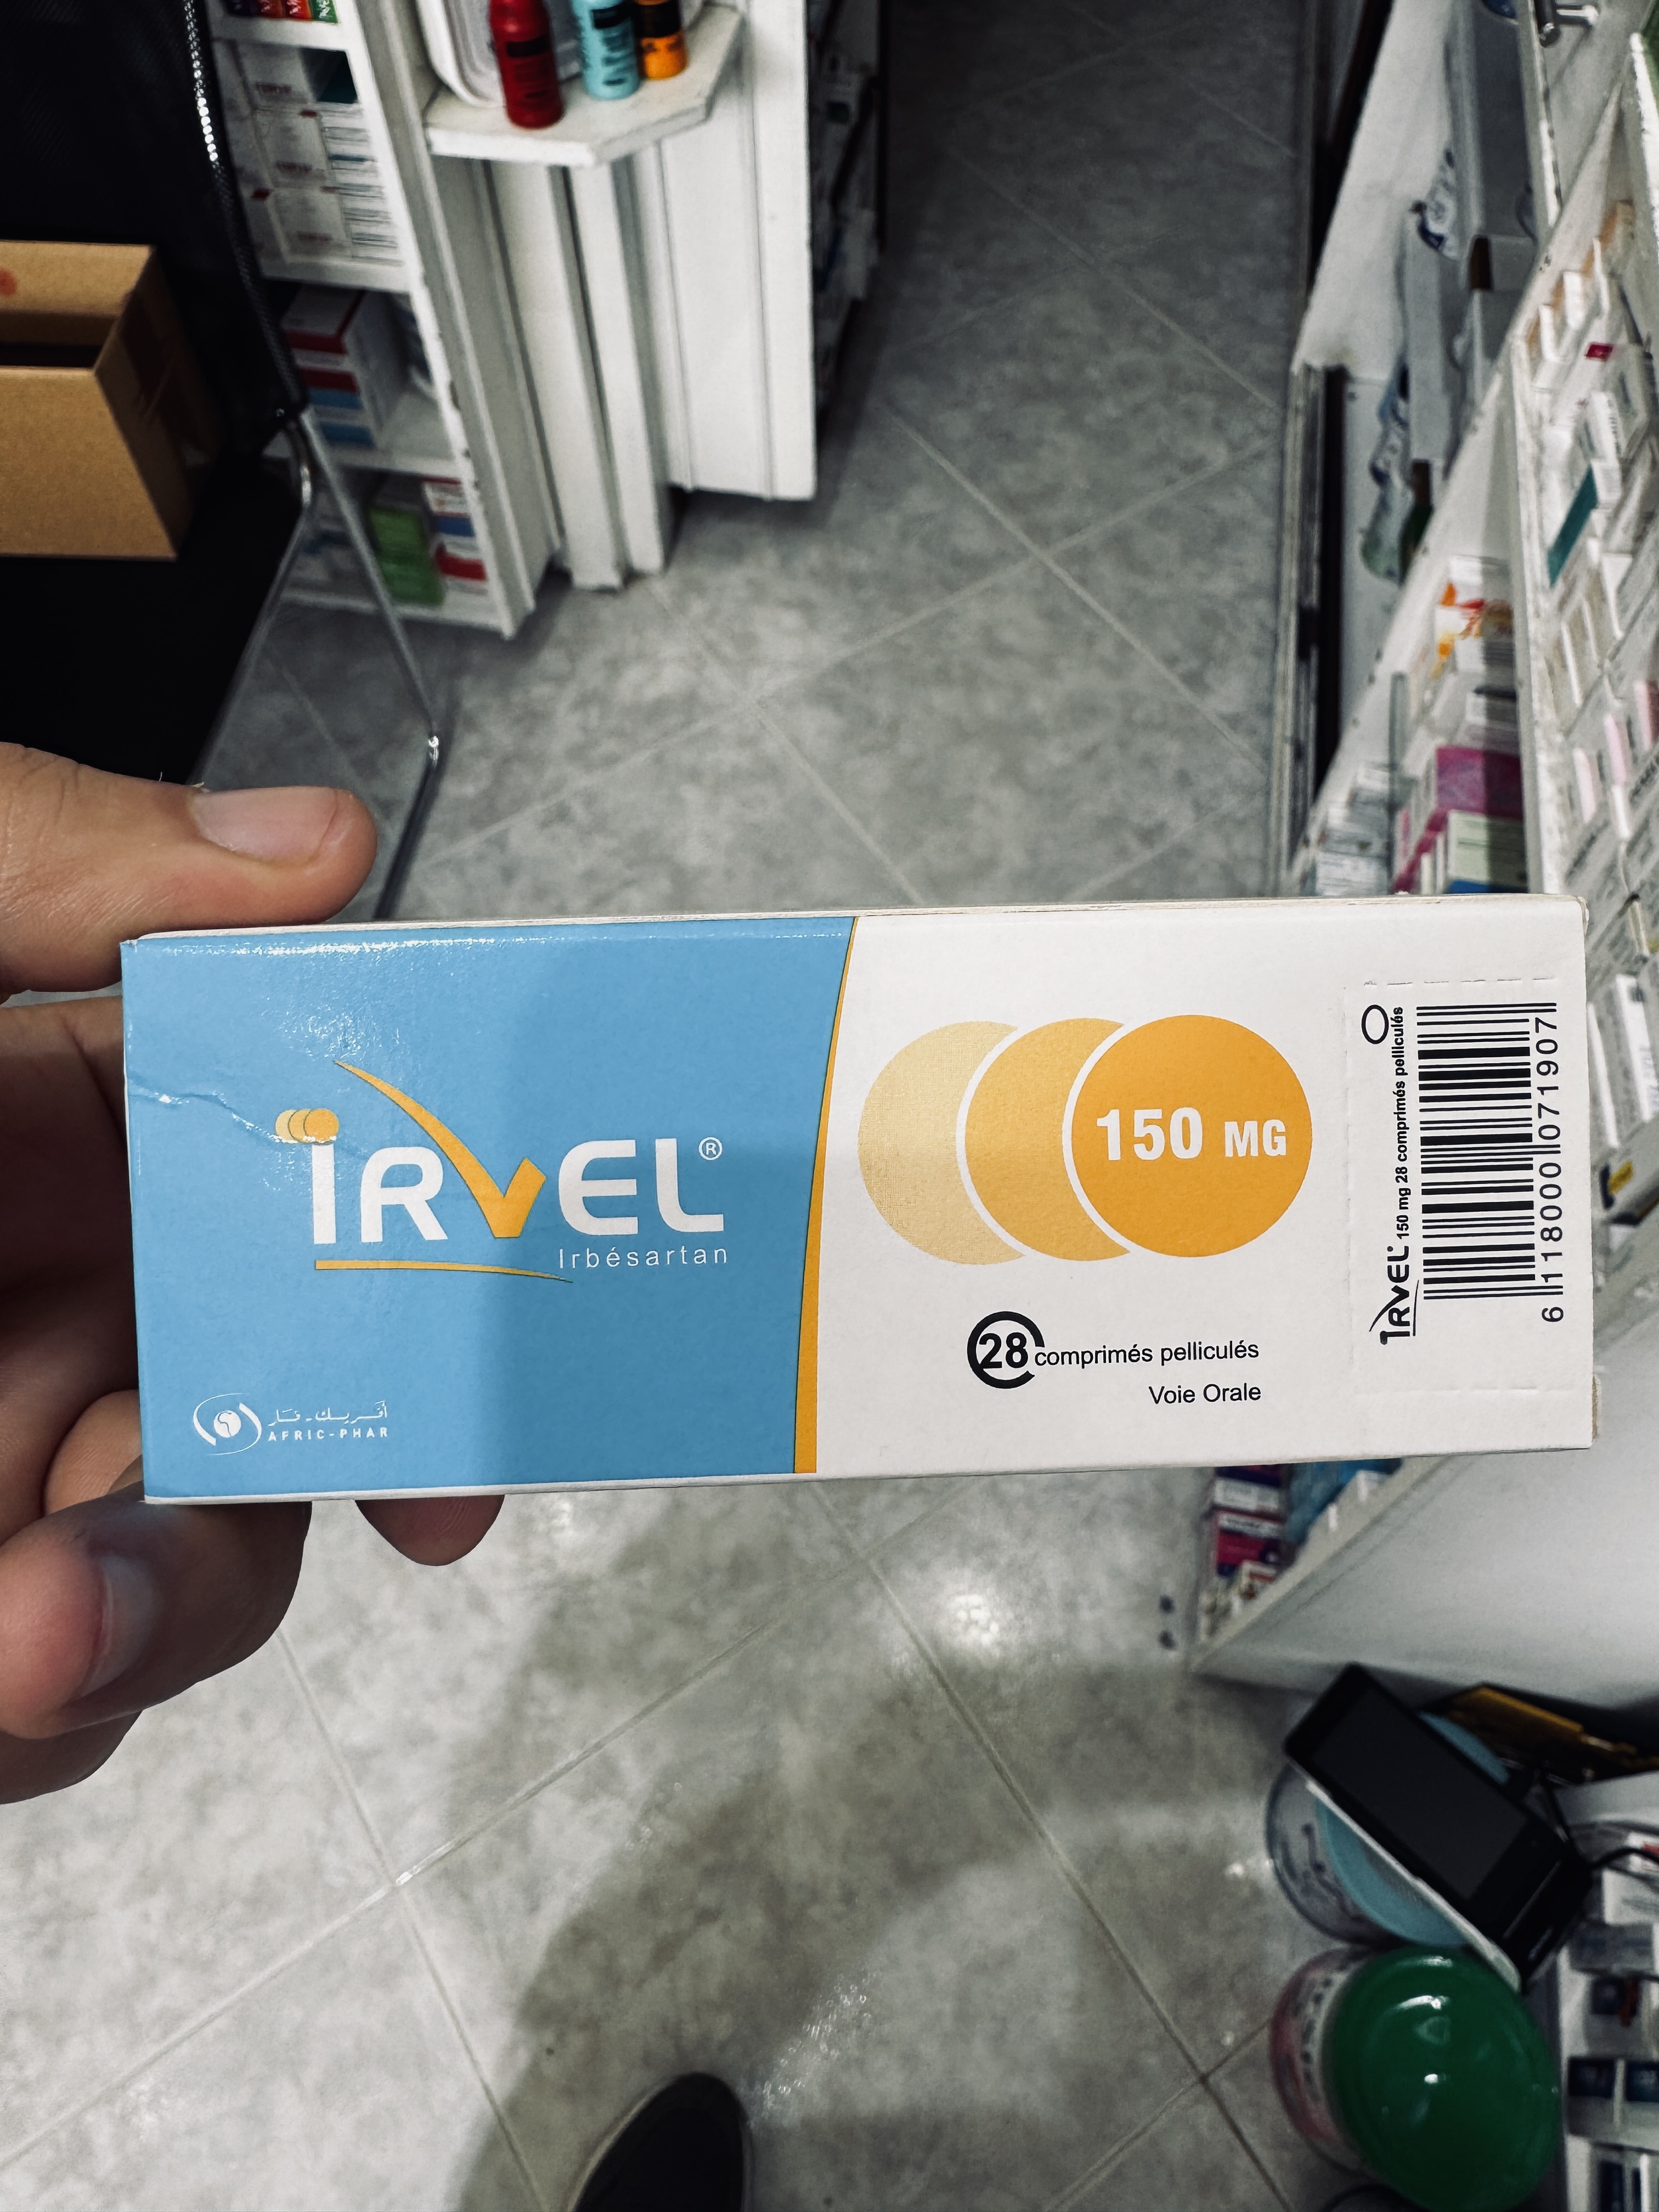 IRVEL®
Irbésartan
أفريك-فار
AFRIC-PHAR
150 MG
28 comprimés pelliculés
Voie Orale
IRVEL® 150 mg 28 comprimés pelliculés
6 118000 071907